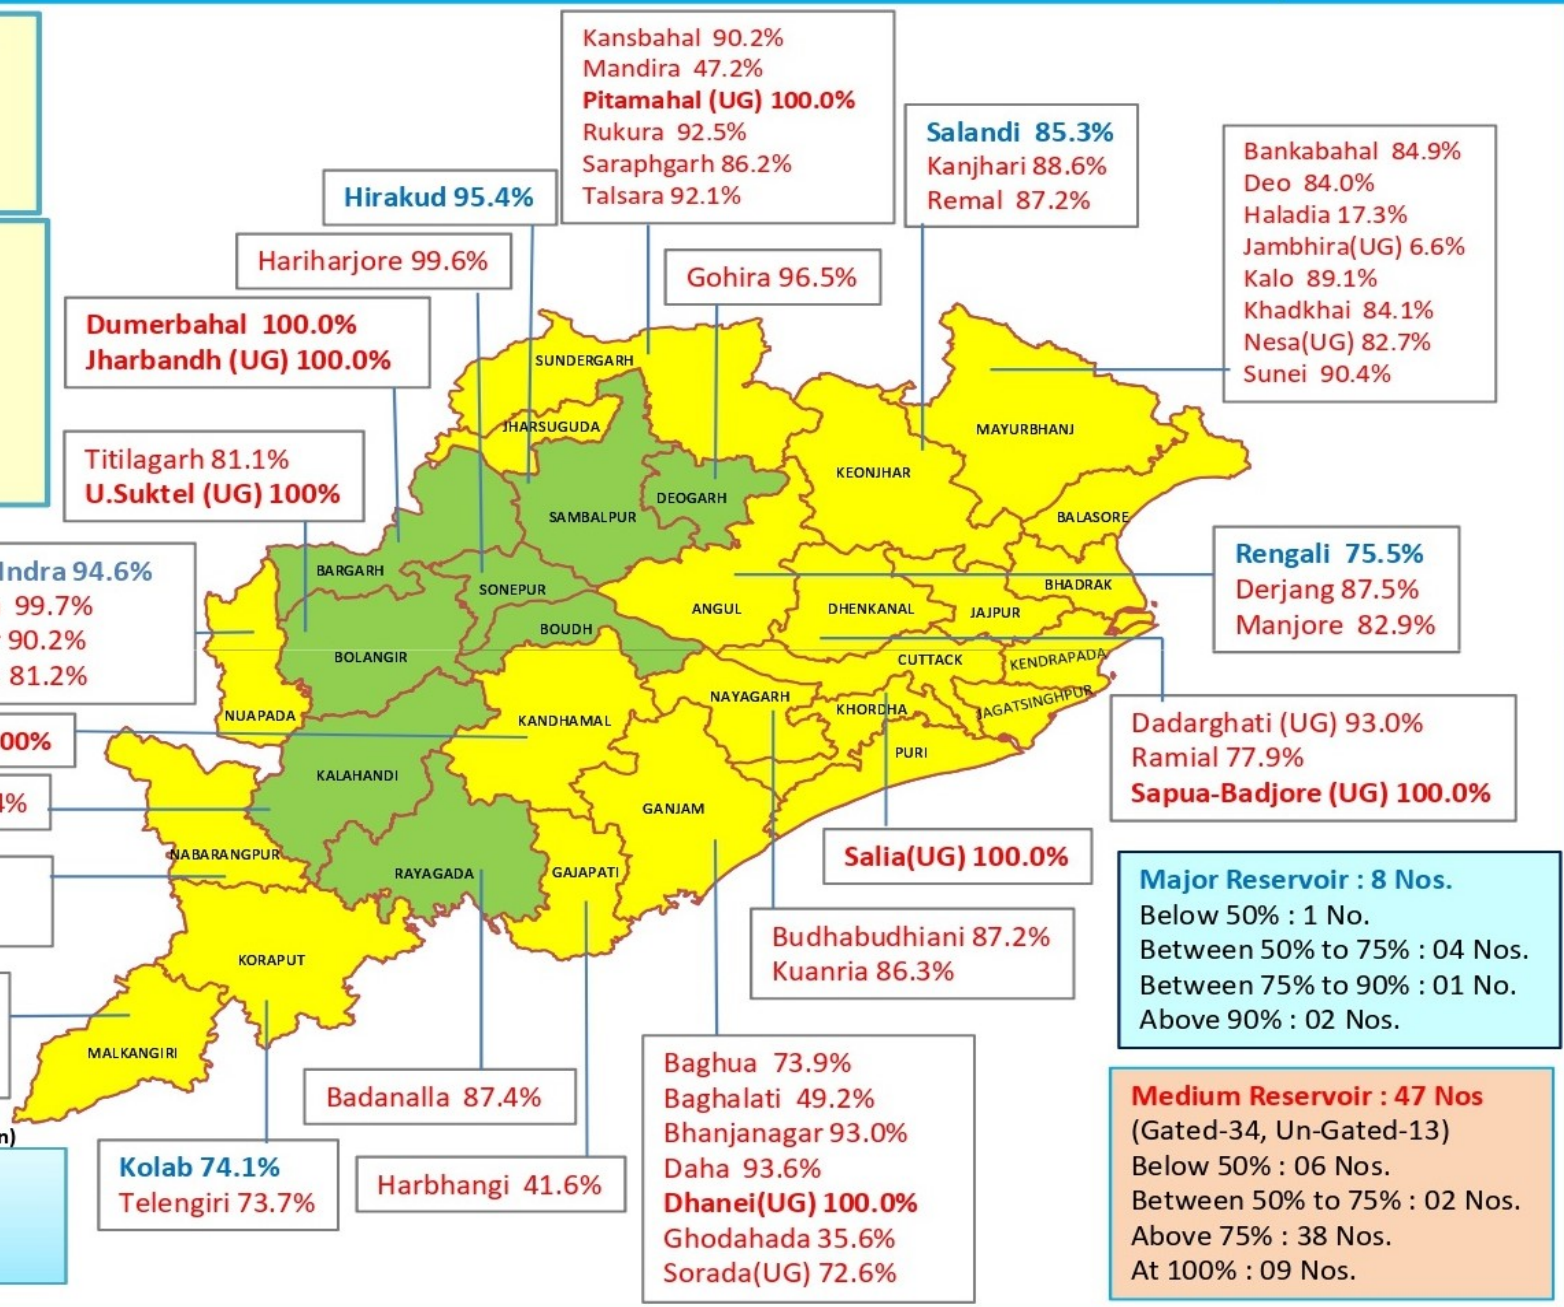 Kansbahal 90.2%
Mandira 47.2%
Pitamahal (UG) 100.0%
Rukura 92.5%
Saraphgarh 86.2%
Talsara 92.1%
Salandi 85.3%
Kanjhari 88.6%
Remal 87.2%
Bankabahal 84.9%
Deo 84.0%
Haladia 17.3%
Jambhira(UG) 6.6%
Kalo 89.1%
Khadkhai 84.1%
Nesa(UG) 82.7%
Sunei 90.4%
Hirakud 95.4%
Hariharjore 99.6%
Gohira 96.5%
Dumerbahal 100.0%
Jharbandh (UG) 100.0%
Titilagarh 81.1%
U.Suktel (UG) 100%
Indra 94.6%
99.7%
90.2%
81.2%
00%
4%
SUNDERGARH
JHARSUGUDA
MAYURBHANJ
KEONJHAR
DEOGARH
SAMBALPUR
BALASORE
BARGARH
SONEPUR
BHADRAK
ANGUL
DHENKANAL
JAJPUR
BOUDH
BOLANGIR
CUTTACK
KENDRAPADA
NUAPADA
KANDHAMAL
NAYAGARH
KHORDHA
JAGATSINGHPUR
PURI
KALAHANDI
GANJAM
NABARANGPUR
RAYAGADA
GAJAPATI
KORAPUT
MALKANGIRI
Rengali 75.5%
Derjang 87.5%
Manjore 82.9%
Dadarghati (UG) 93.0%
Ramial 77.9%
Sapua-Badjore (UG) 100.0%
Salia(UG) 100.0%
Budhabudhiani 87.2%
Kuanria 86.3%
Badanalla 87.4%
n)
Kolab 74.1%
Telengiri 73.7%
Harbhangi 41.6%
Baghua 73.9%
Baghalati 49.2%
Bhanjanagar 93.0%
Daha 93.6%
Dhanei(UG) 100.0%
Ghodahada 35.6%
Sorada(UG) 72.6%
Major Reservoir : 8 Nos.
Below 50% : 1 No.
Between 50% to 75% : 04 Nos.
Between 75% to 90% : 01 No.
Above 90% : 02 Nos.
Medium Reservoir : 47 Nos
(Gated-34, Un-Gated-13)
Below 50% : 06 Nos.
Between 50% to 75% : 02 Nos.
Above 75% : 38 Nos.
At 100% : 09 Nos.